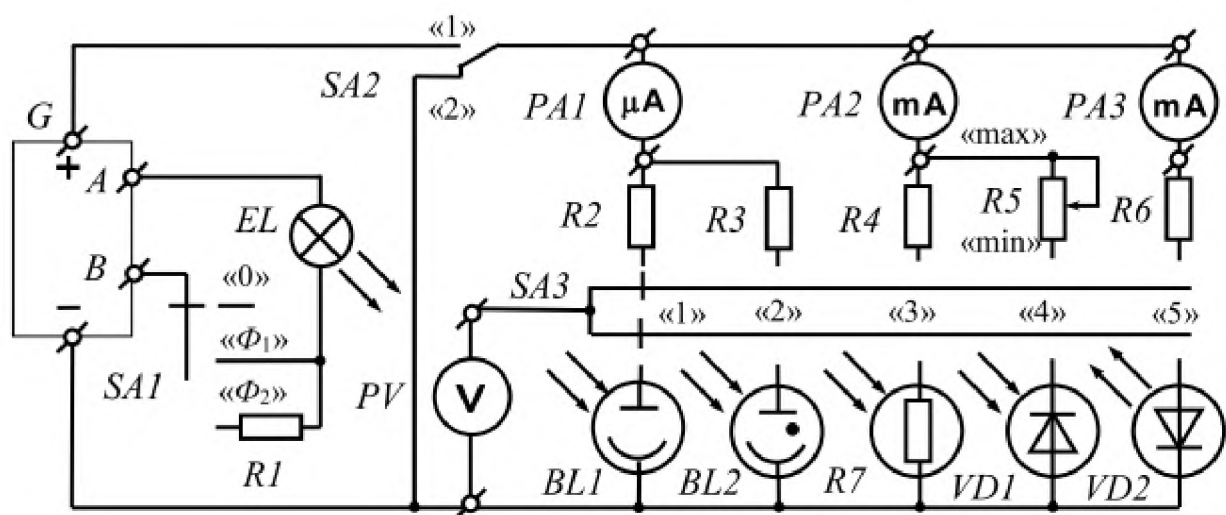 «1»
SA2
«2»
G
+
A
EL
B
«0»
–
«Ф₁»
SA1
«Ф₂»
R1
PV
V
PA1
μA
PA2
mA
PA3
mA
«max»
R2
R3
R4
R5
R6
«min»
SA3
«1»
«2»
«3»
«4»
«5»
BL1
BL2
R7
VD1
VD2